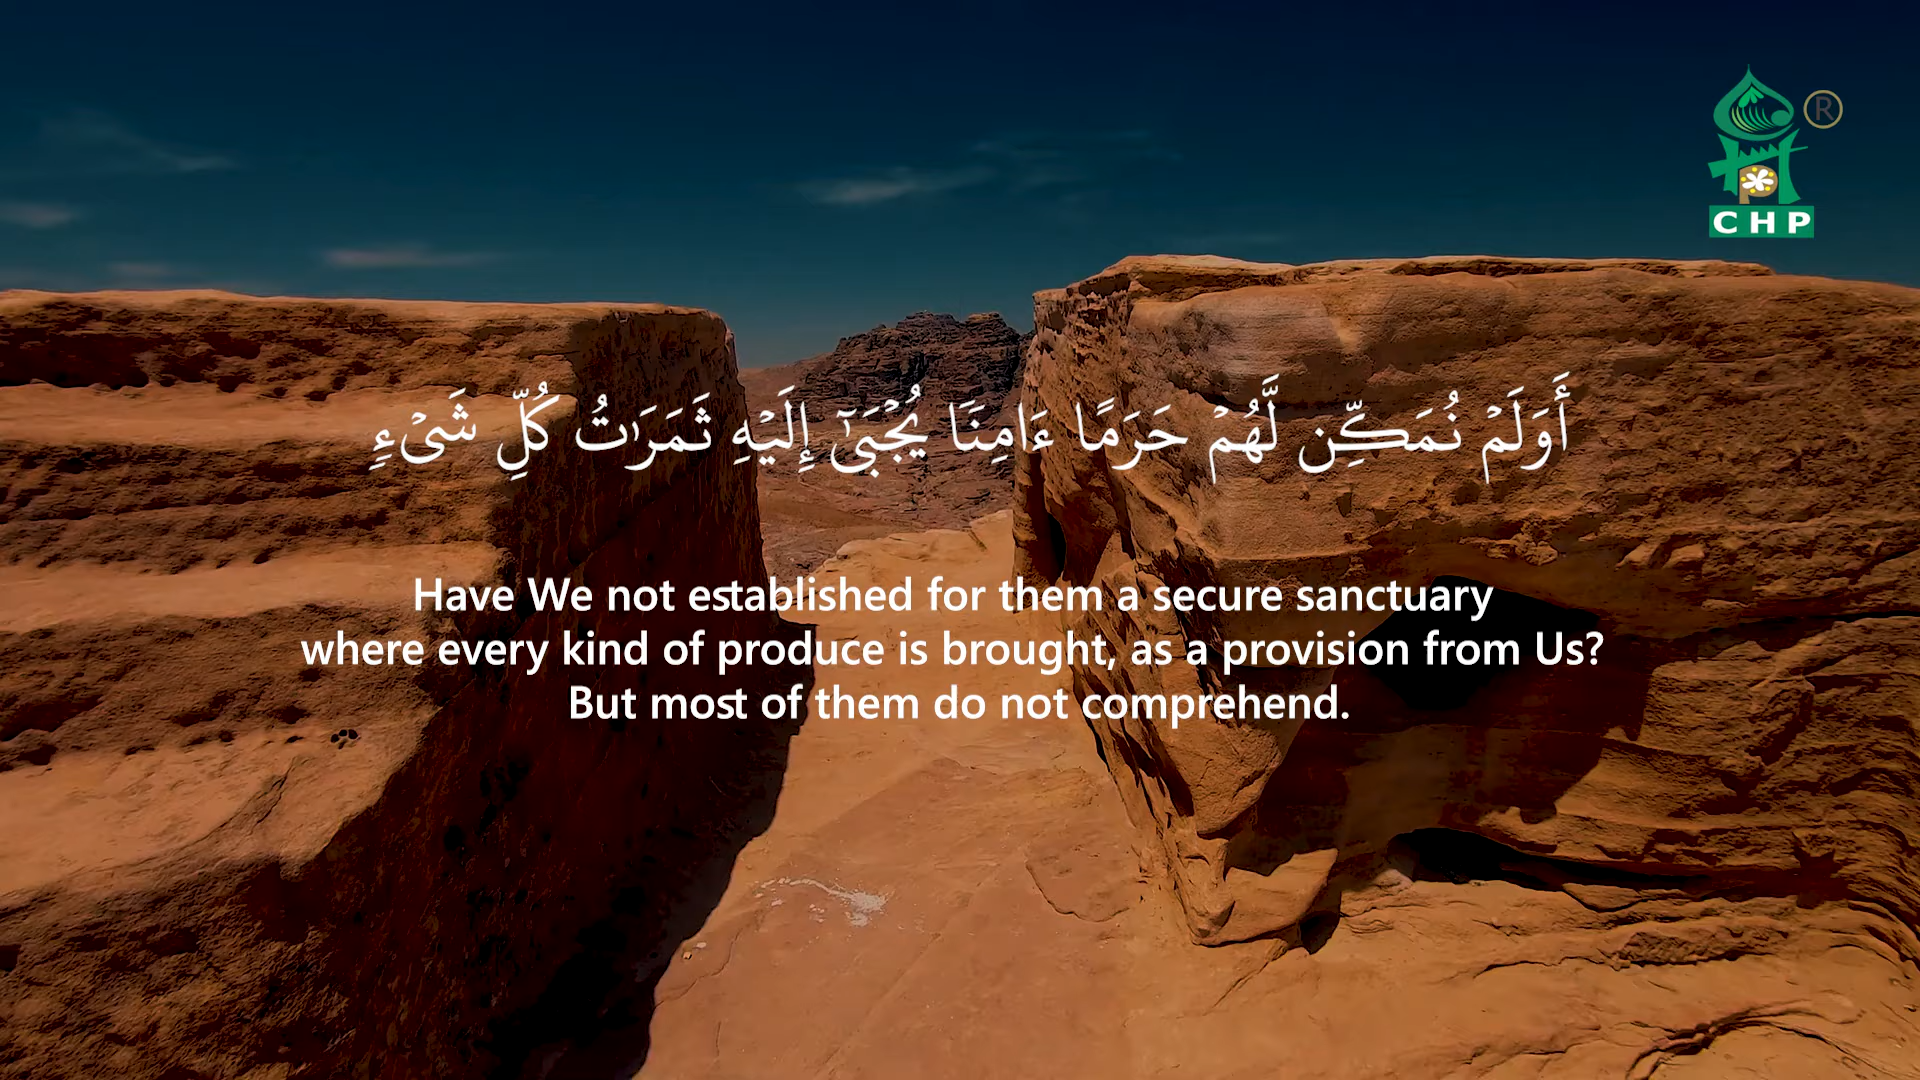 ®
CHP
أَوَلَمْ نُمَكِّن لَّهُمْ حَرَمًا ءَامِنًا يُجْبَىٰٓ إِلَيْهِ ثَمَرَٰتُ كُلِّ شَىْءٍ
Have We not established for them a secure sanctuary
where every kind of produce is brought, as a provision from Us?
But most of them do not comprehend.